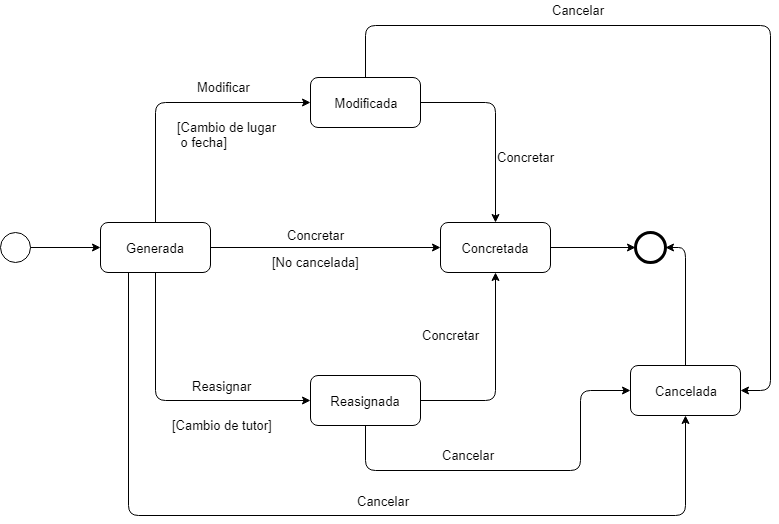 Cancelar
Modificar
Modificada
[Cambio de lugar
o fecha]
Concretar
Concretar
Generada
Concretada
[No cancelada]
Concretar
Reasignar
Cancelada
Reasignada
[Cambio de tutor]
Cancelar
Cancelar